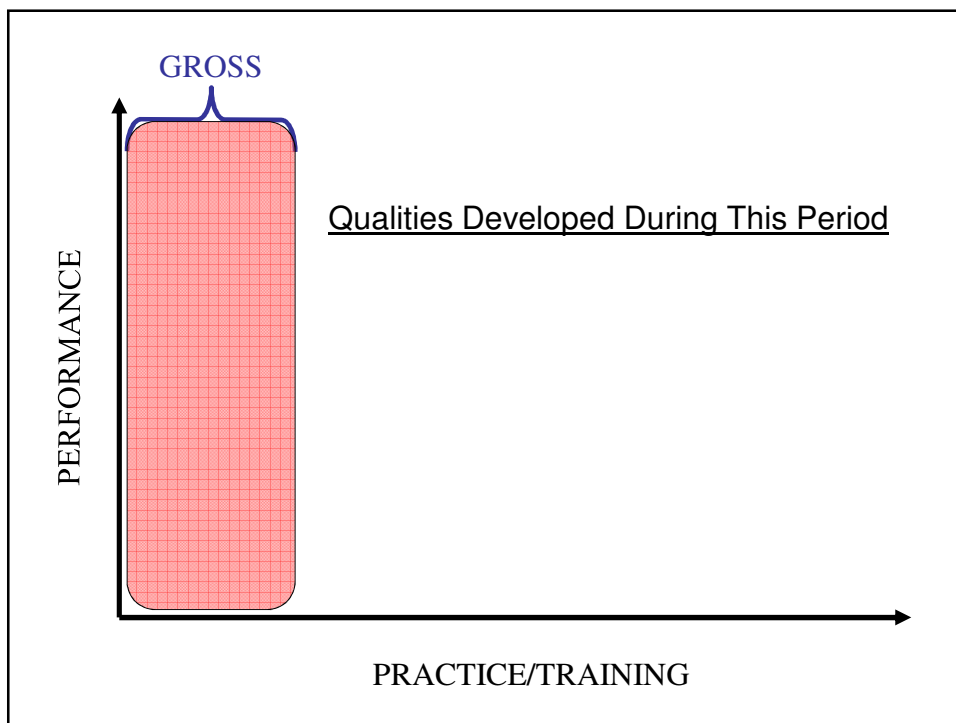 GROSS
Qualities Developed During This Period
PERFORMANCE
PRACTICE/TRAINING